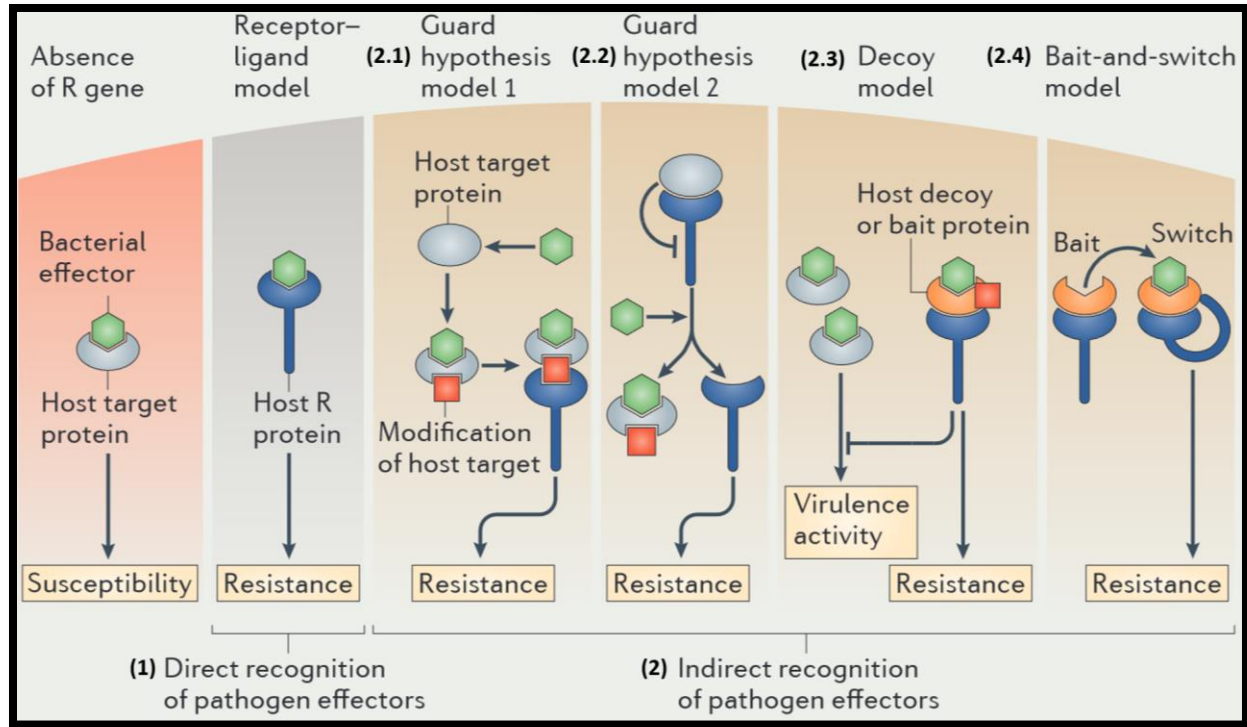 Absence
of R gene
Receptor–
ligand
model
(2.1) Guard
hypothesis
model 1
(2.2) Guard
hypothesis
model 2
(2.3) Decoy
model
(2.4) Bait-and-switch
model
Bacterial
effector
Host target
protein
Susceptibility
Host R
protein
Resistance
Host target
protein
Modification
of host target
Resistance
Resistance
Host decoy
or bait protein
Virulence
activity
Resistance
Bait
Switch
Resistance
(1) Direct recognition
of pathogen effectors
(2) Indirect recognition
of pathogen effectors